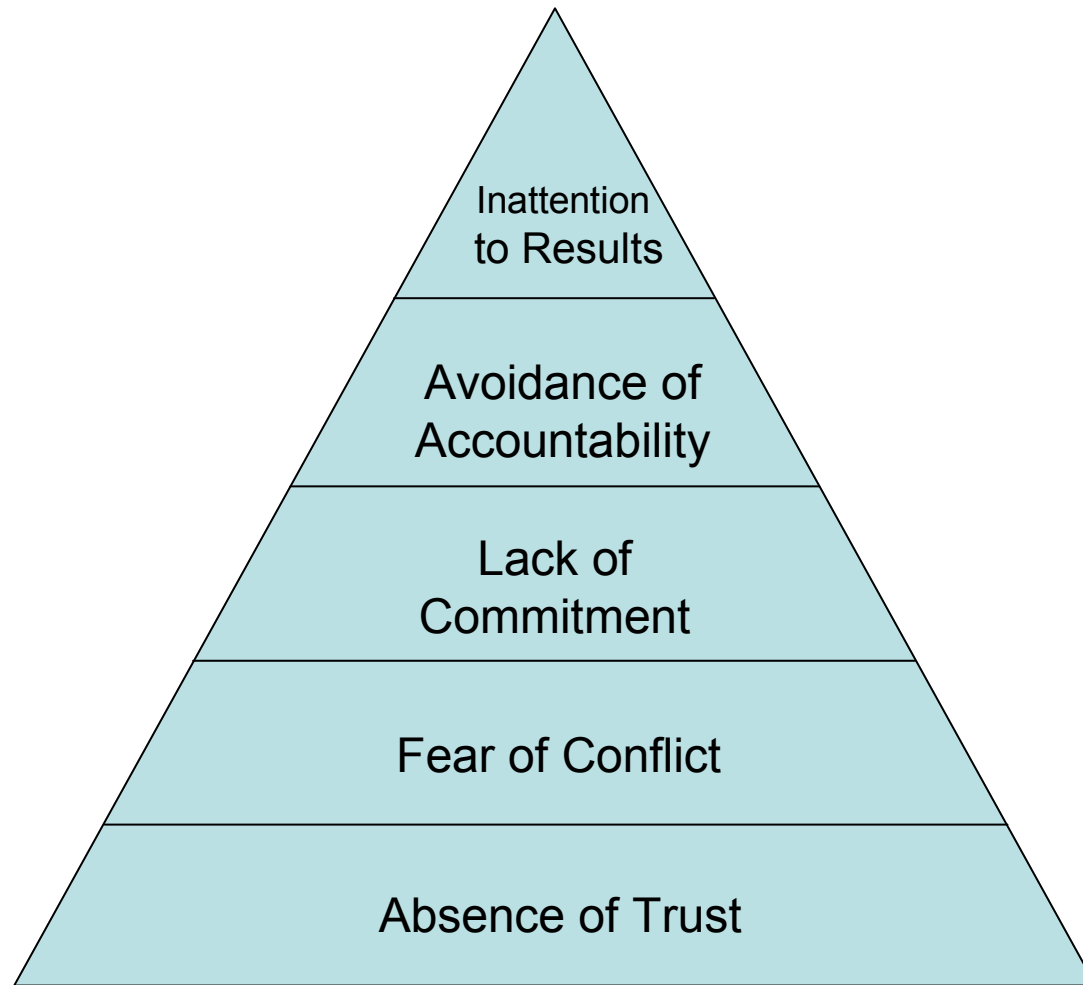 Inattention
to Results
Avoidance of
Accountability
Lack of
Commitment
Fear of Conflict
Absence of Trust